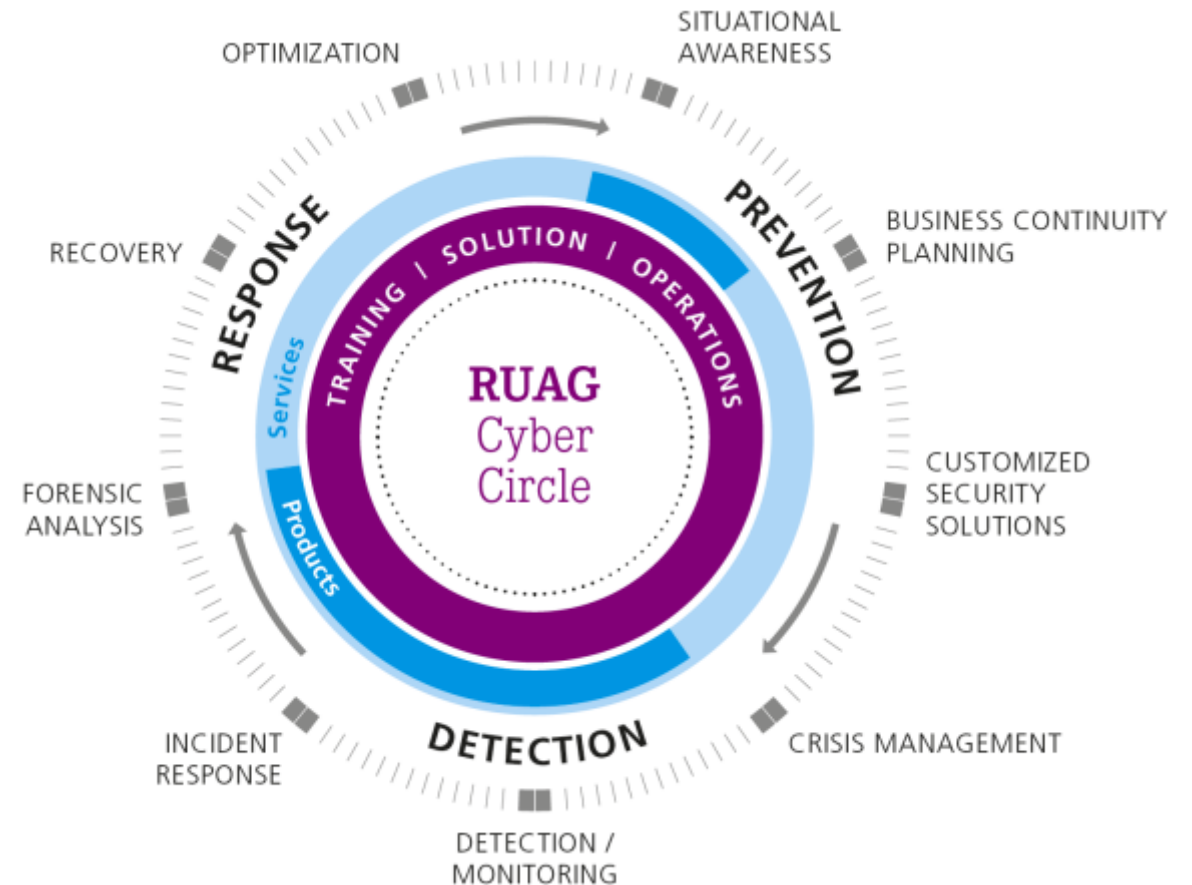 OPTIMIZATION
SITUATIONAL
AWARENESS
RECOVERY
RESPONSE
PREVENTION
BUSINESS CONTINUITY
PLANNING
TRAINING | SOLUTION | OPERATIONS
Services
RUAG
Cyber
Circle
CUSTOMIZED
SECURITY
SOLUTIONS
FORENSIC
ANALYSIS
Products
DETECTION
INCIDENT
RESPONSE
CRISIS MANAGEMENT
DETECTION /
MONITORING